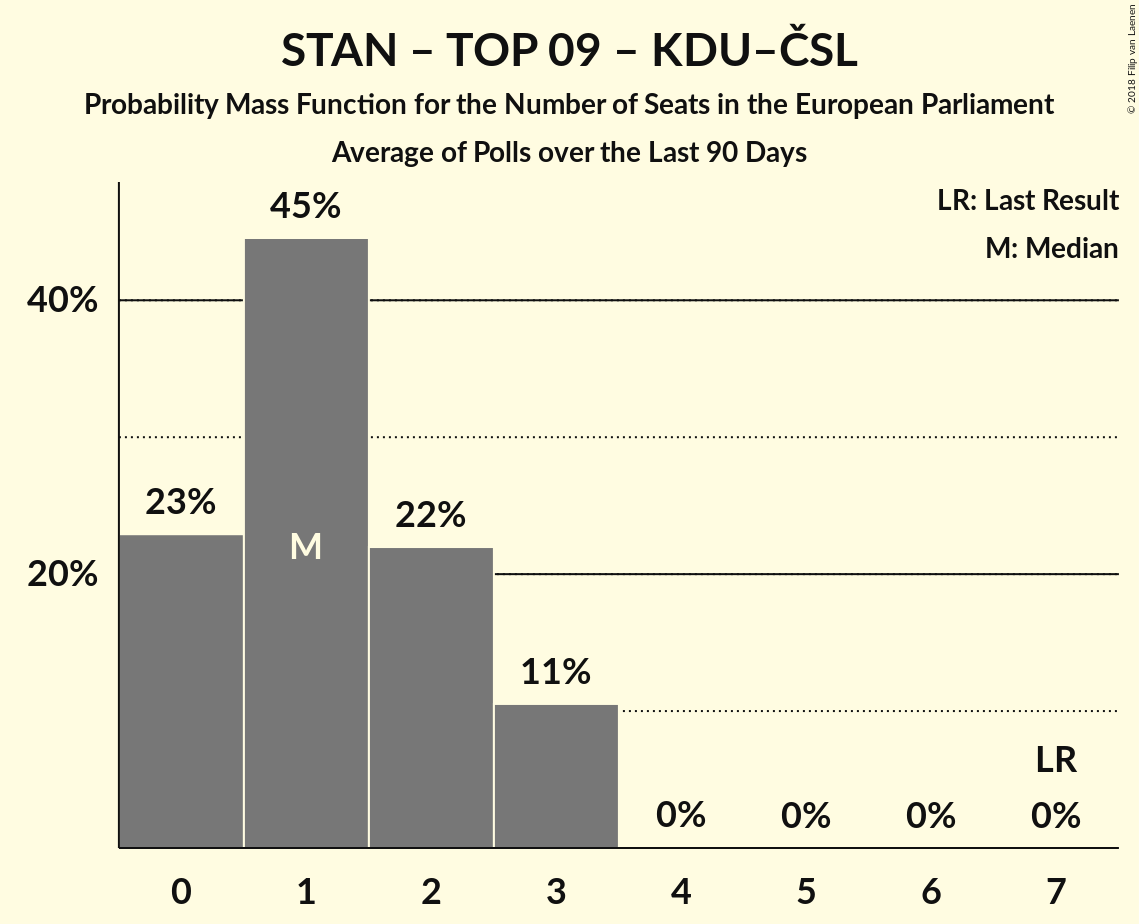 STAN – TOP 09 – KDU–ČSL
Probability Mass Function for the Number of Seats in the European Parliament
Average of Polls over the Last 90 Days
© 2018 Filip van Laenen
LR: Last Result
M: Median
45%
40%
23%
22%
M
20%
11%
LR
0% 0% 0% 0%
0 1 2 3 4 5 6 7